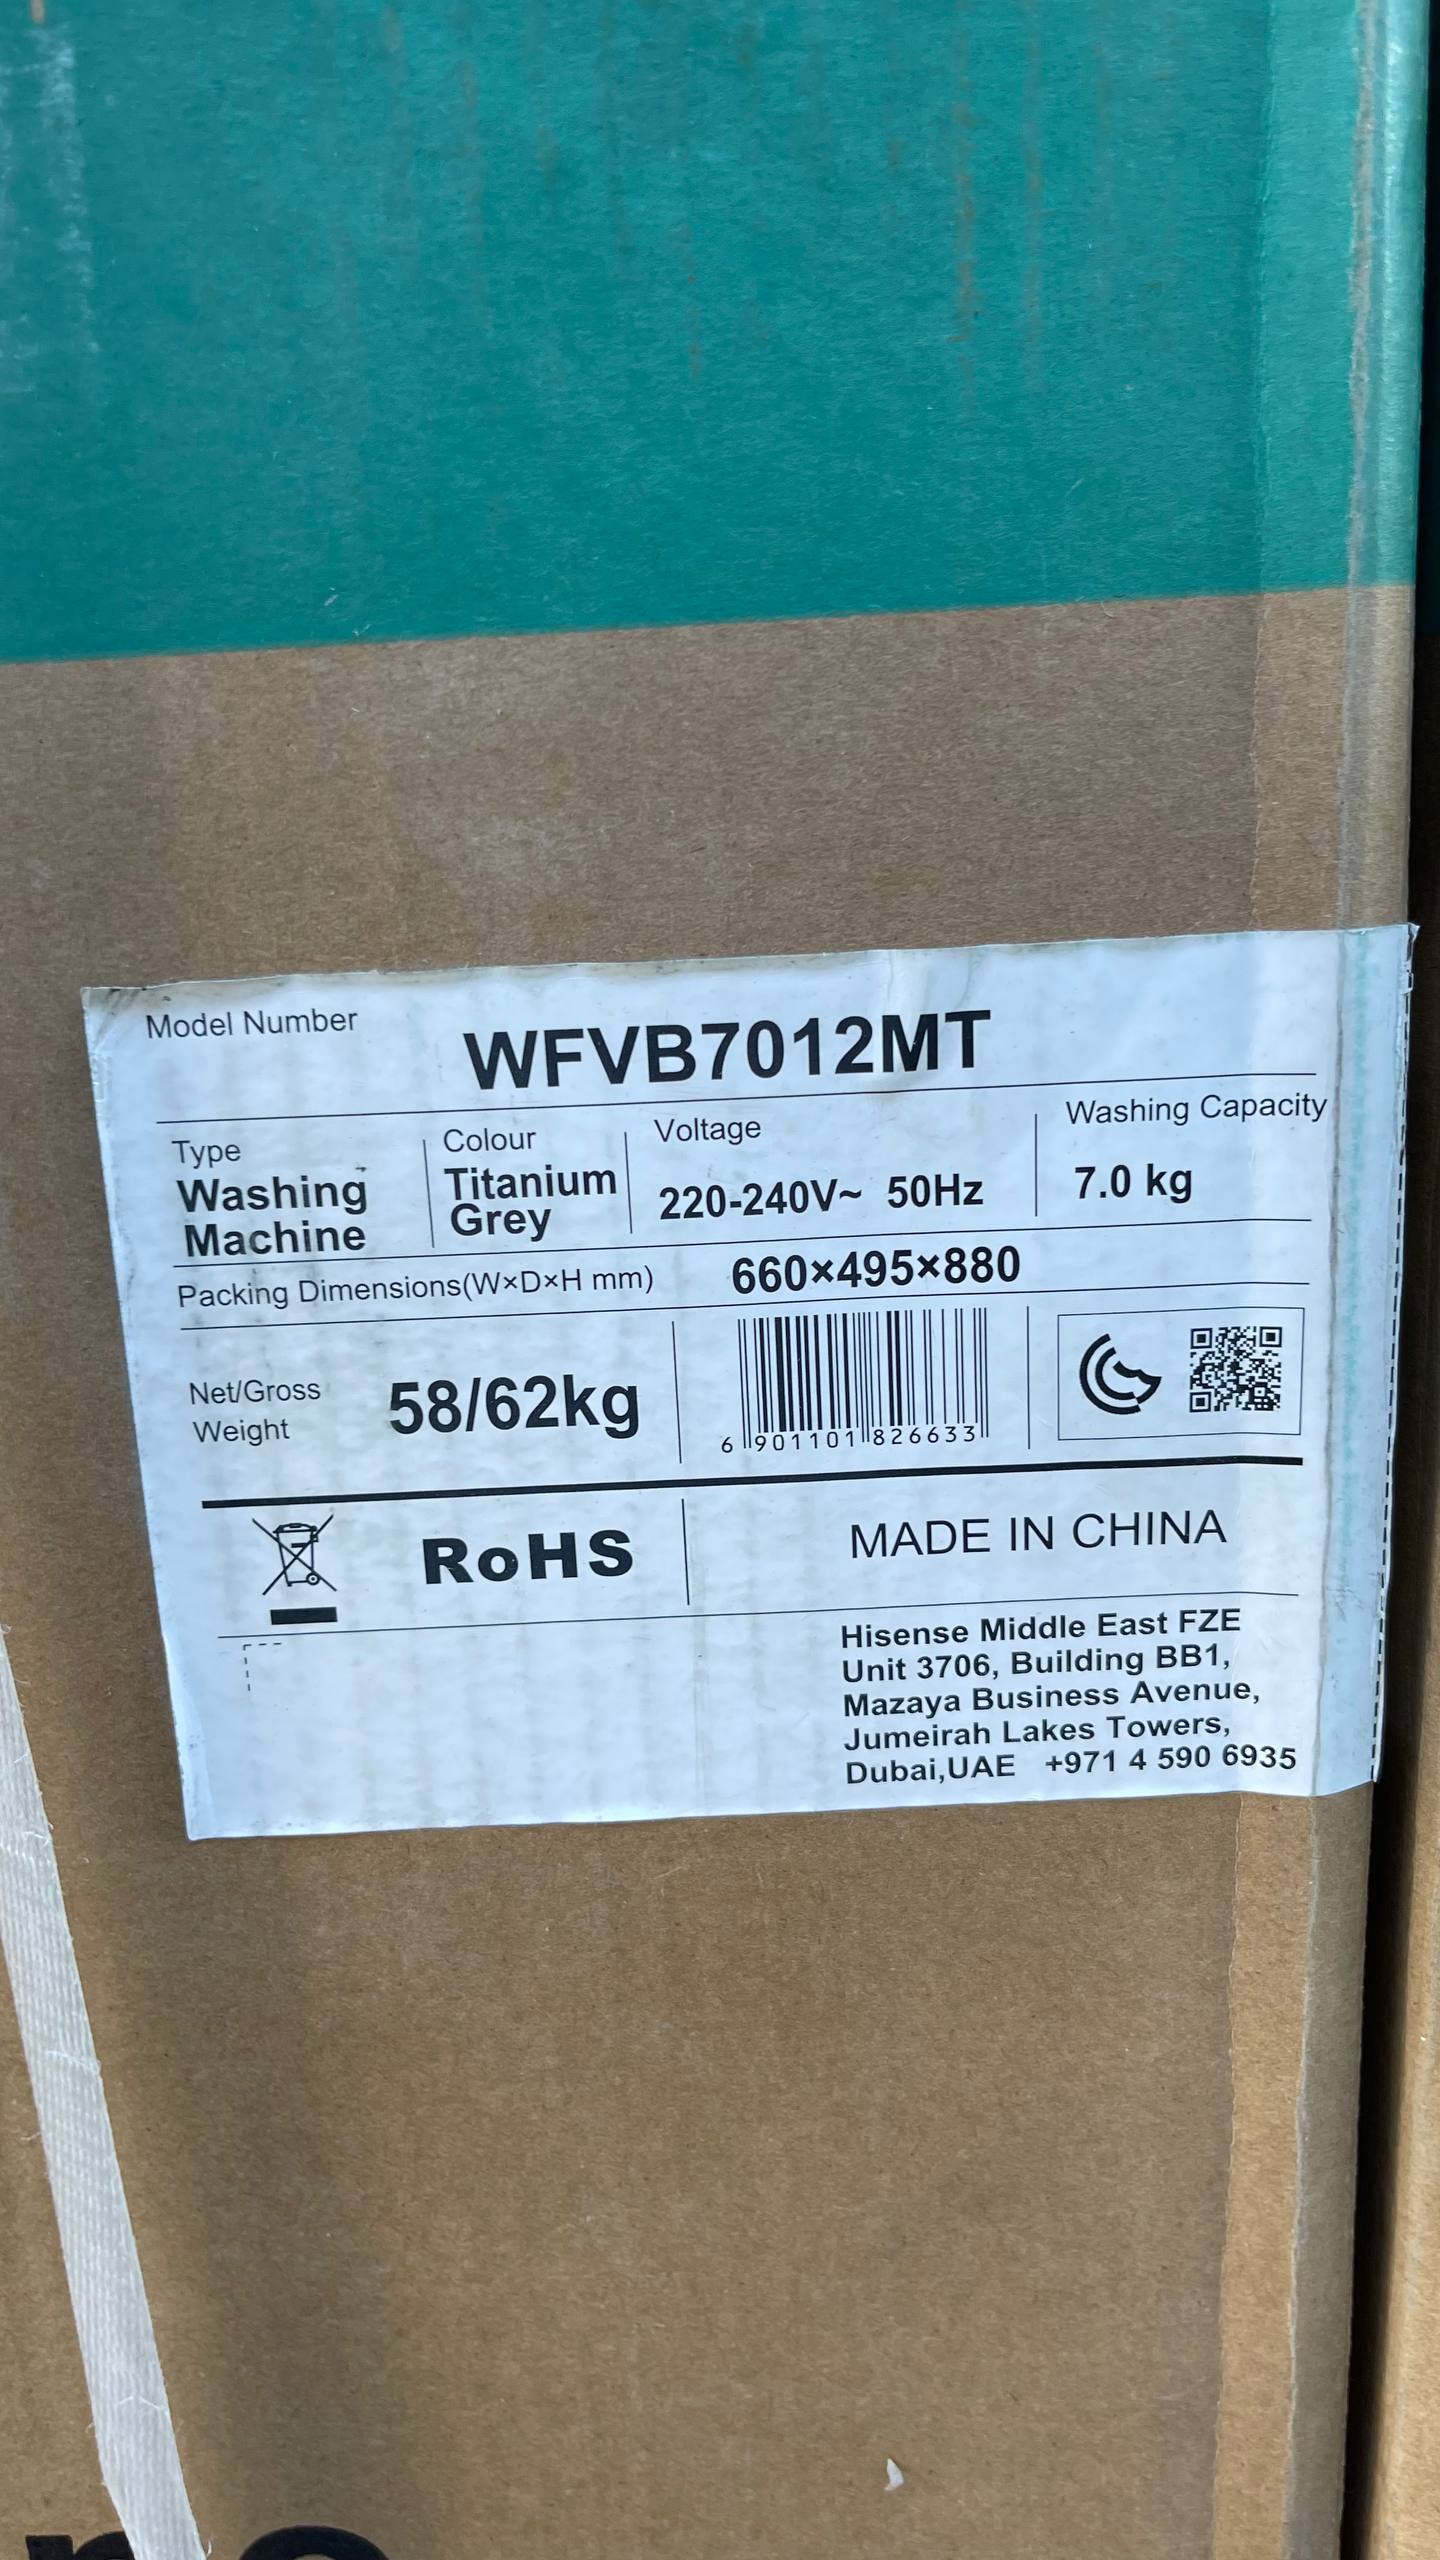 Model Number
WFVB7012MT
Type
Washing
Machine
Colour
Titanium
Grey
Voltage
220-240V~ 50Hz
Washing Capacity
7.0 kg
Packing Dimensions(W×D×H mm)
660×495×880
Net/Gross
Weight
58/62kg
6 901101 826633
RoHS
MADE IN CHINA
Hisense Middle East FZE
Unit 3706, Building BB1,
Mazaya Business Avenue,
Jumeirah Lakes Towers,
Dubai,UAE +971 4 590 6935